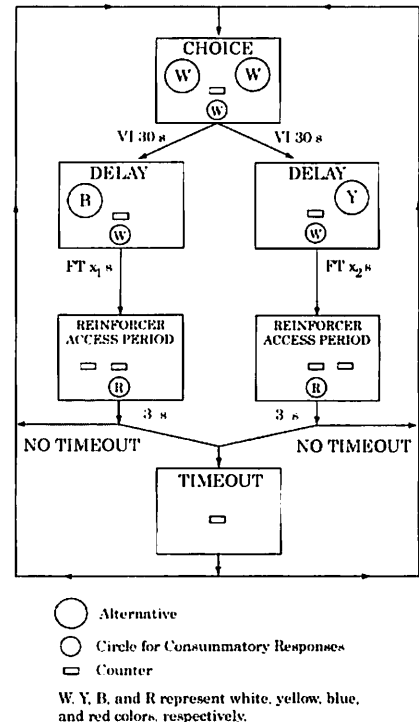 CHOICE
W W
W
VI 30 s VI 30 s
DELAY DELAY
B Y
W W
FT x₁ s FT x₂ s
REINFORCER REINFORCER
ACCESS PERIOD ACCESS PERIOD
R R
3 s 3 s
NO TIMEOUT NO TIMEOUT
TIMEOUT
Alternative
Circle for Consummatory Responses
Counter
W, Y, B, and R represent white, yellow, blue,
and red colors, respectively.